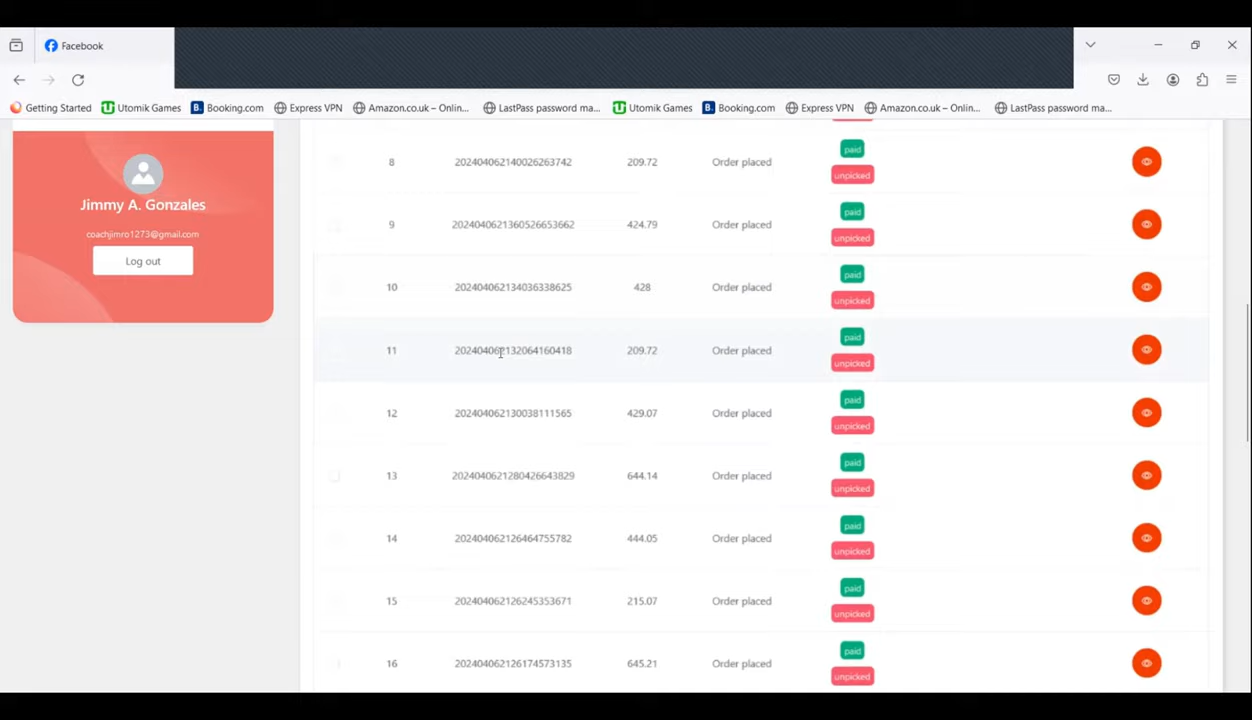 Facebook
Getting Started Utomik Games Booking.com Express VPN Amazon.co.uk – Onlin... LastPass password ma... Utomik Games Booking.com Express VPN Amazon.co.uk – Onlin... LastPass password ma...
Jimmy A. Gonzales
coachjimro1273@gmail.com
Log out
8 202404062140026263742 209.72 Order placed paid
unpicked
9 2024040621360526653662 424.79 Order placed paid
unpicked
10 202404062134036338625 428 Order placed paid
unpicked
11 202404062132064160418 209.72 Order placed paid
unpicked
12 202404062130038111565 429.07 Order placed paid
unpicked
13 2024040621280426643829 644.14 Order placed paid
unpicked
14 202404062126464755782 444.05 Order placed paid
unpicked
15 202404062126245353671 215.07 Order placed paid
unpicked
16 202404062126174573135 645.21 Order placed paid
unpicked